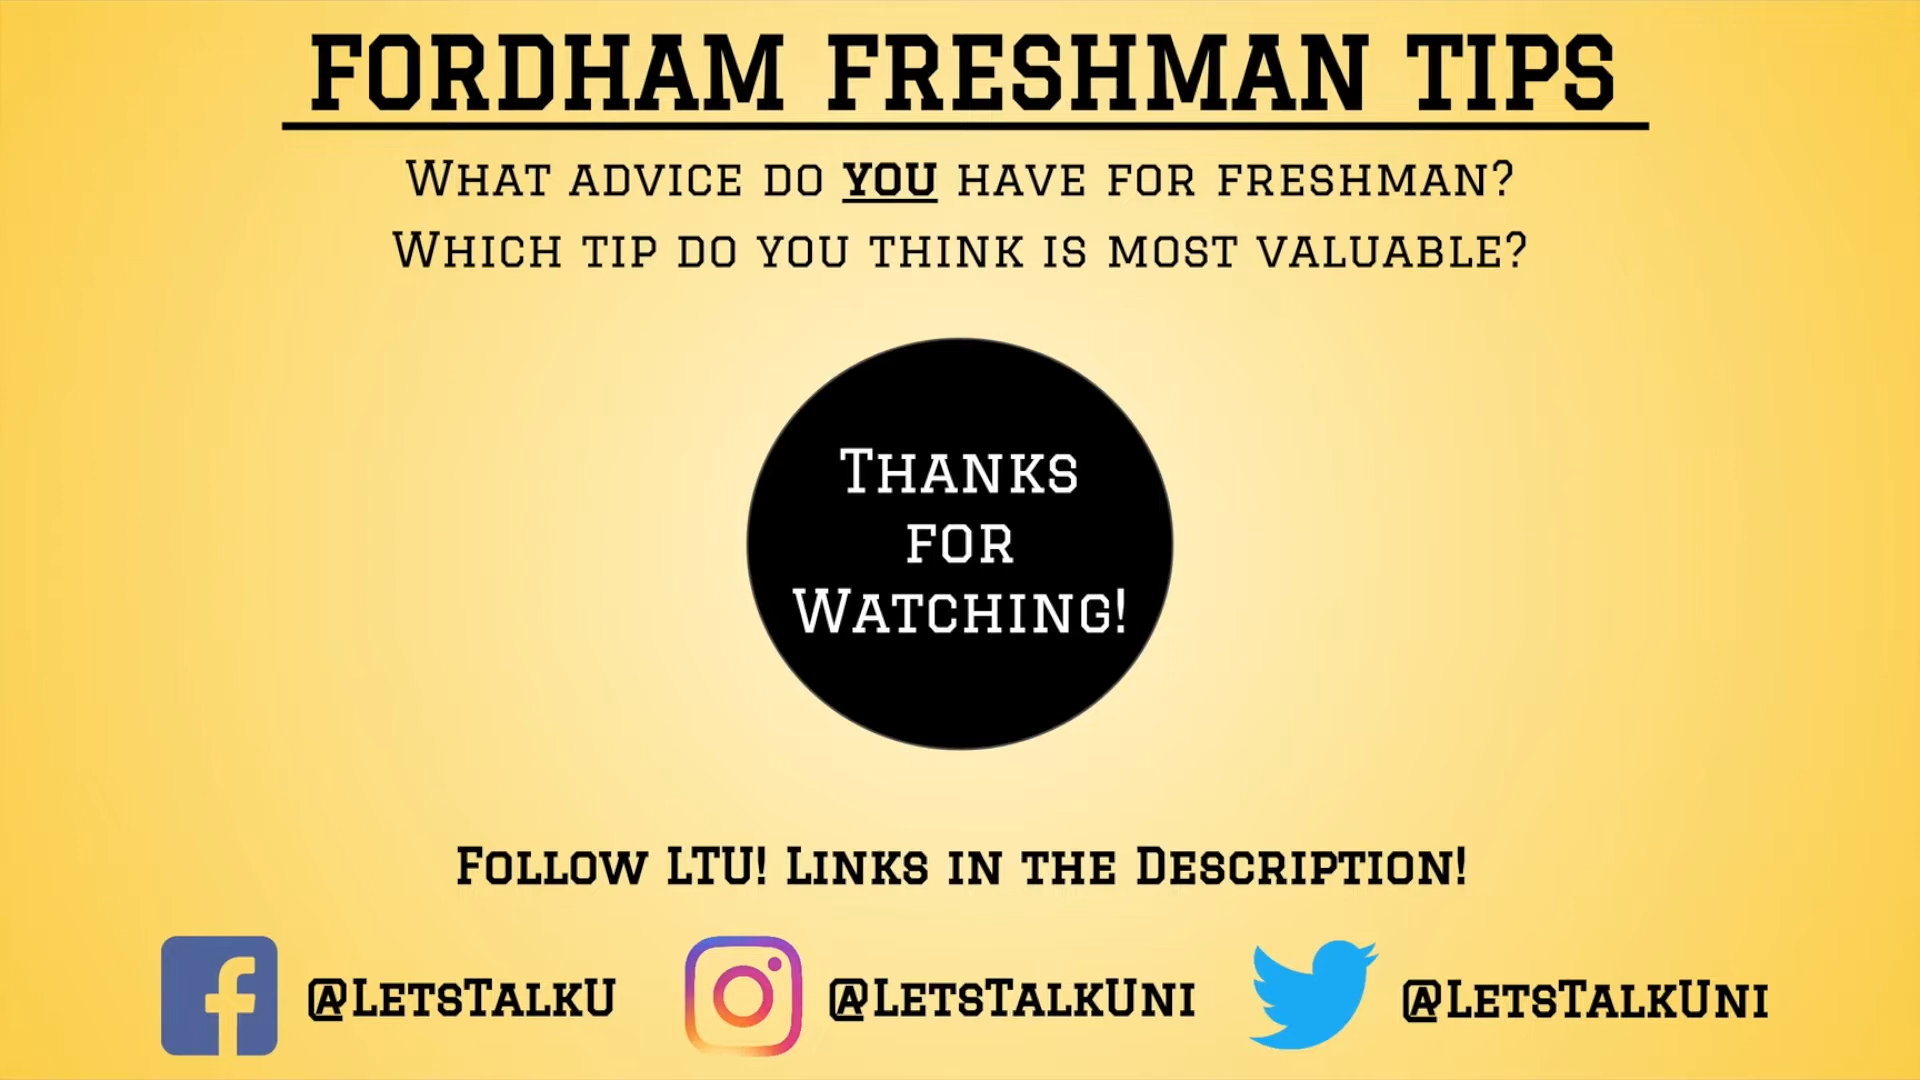 FORDHAM FRESHMAN TIPS
What advice do YOU have for freshman?
Which tip do you think is most valuable?
Thanks
for
Watching!
Follow LTU! Links in the Description!
@LetsTalkU @LetsTalkUni @LetsTalkUni